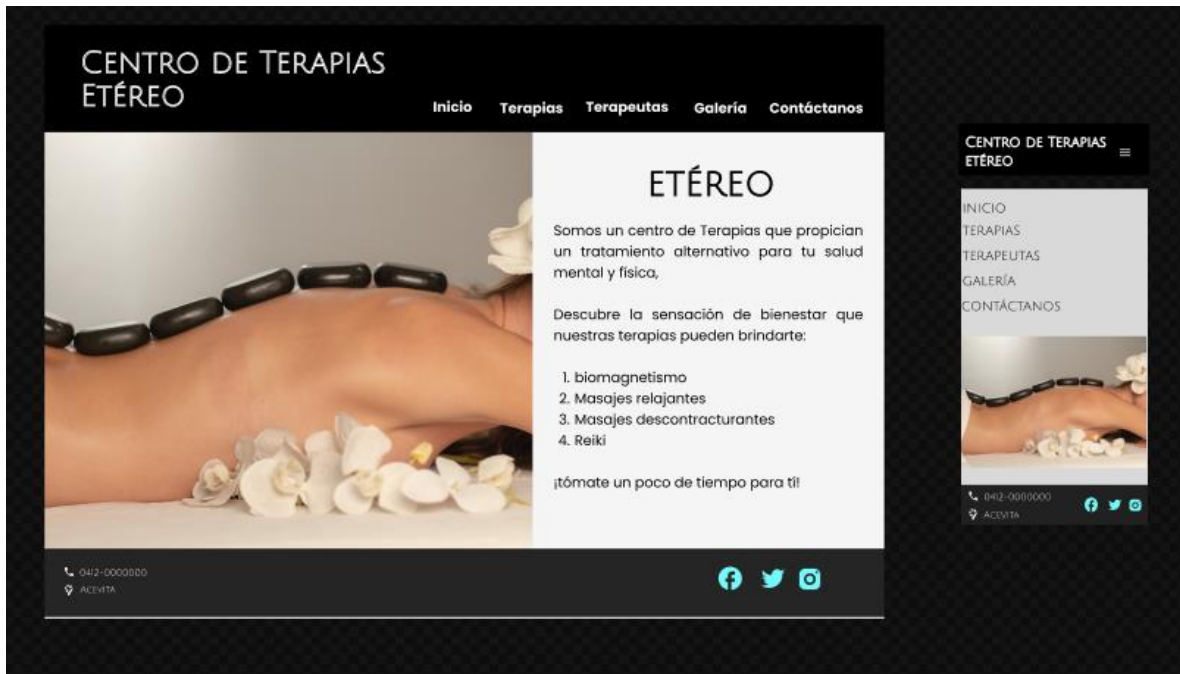 CENTRO DE TERAPIAS
ETÉREO
Inicio Terapias Terapeutas Galería Contáctanos
ETÉREO
Somos un centro de Terapias que propician
un tratamiento alternativo para tu salud
mental y física,
Descubre la sensación de bienestar que
nuestras terapias pueden brindarte:
1. biomagnetismo
2. Masajes relajantes
3. Masajes descontracturantes
4. Reiki
¡tómate un poco de tiempo para tí!
0412-0000000
ACEVITA
CENTRO DE TERAPIAS
ETÉREO
INICIO
TERAPIAS
TERAPEUTAS
GALERÍA
CONTÁCTANOS
0412-0000000
ACEVITA